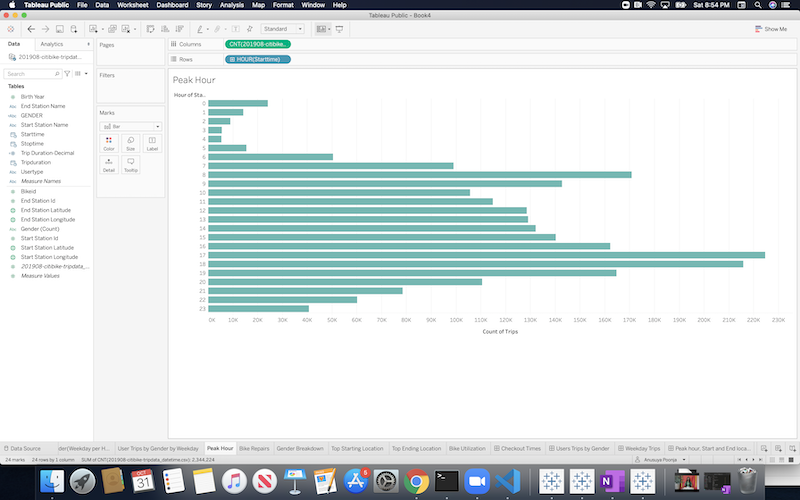 Tableau Public File Data Worksheet Dashboard Story Analysis Map Format Window Help Sat 8:54 PM
Tableau Public - Book4
Standard Show Me
Data Analytics
201908-citibike-tripdat...
Search
Tables
Abc Birth Year
Abc End Station Name
GENDER
Abc Start Station Name
Starttime
Stoptime
Trip Duration Decimal
Tripduration
Abc Usertype
Abc Measure Names
Bikeid
End Station Id
End Station Latitude
End Station Longitude
Abc Gender (Count)
Start Station Id
Start Station Latitude
Start Station Longitude
201908-citibike-tripdata_...
Measure Values
Pages
Filters
Marks
Bar
Color Size Label
Detail Tooltip
Columns CNT(201908-citibike..
Rows HOUR(Starttime)
Peak Hour
Hour of Sta..
0
1
2
3
4
5
6
7
8
9
10
11
12
13
14
15
16
17
18
19
20
21
22
23
0K 10K 20K 30K 40K 50K 60K 70K 80K 90K 100K 110K 120K 130K 140K 150K 160K 170K 180K 190K 200K 210K 220K 230K
Count of Trips
Data Source der(Weekday per H... User Trips by Gender by Weekday Peak Hour Bike Repairs Gender Breakdown Top Starting Location Top Ending Location Bike Utilization Checkout Times Users Trips by Gender Weekday Trips Peak hour, Start and End loca...
24 marks 24 rows by 1 column SUM of CNT(201908-citibike-tripdata_datetime.csv): 2,344,224 Anusuya Poonja
OCT
31
5